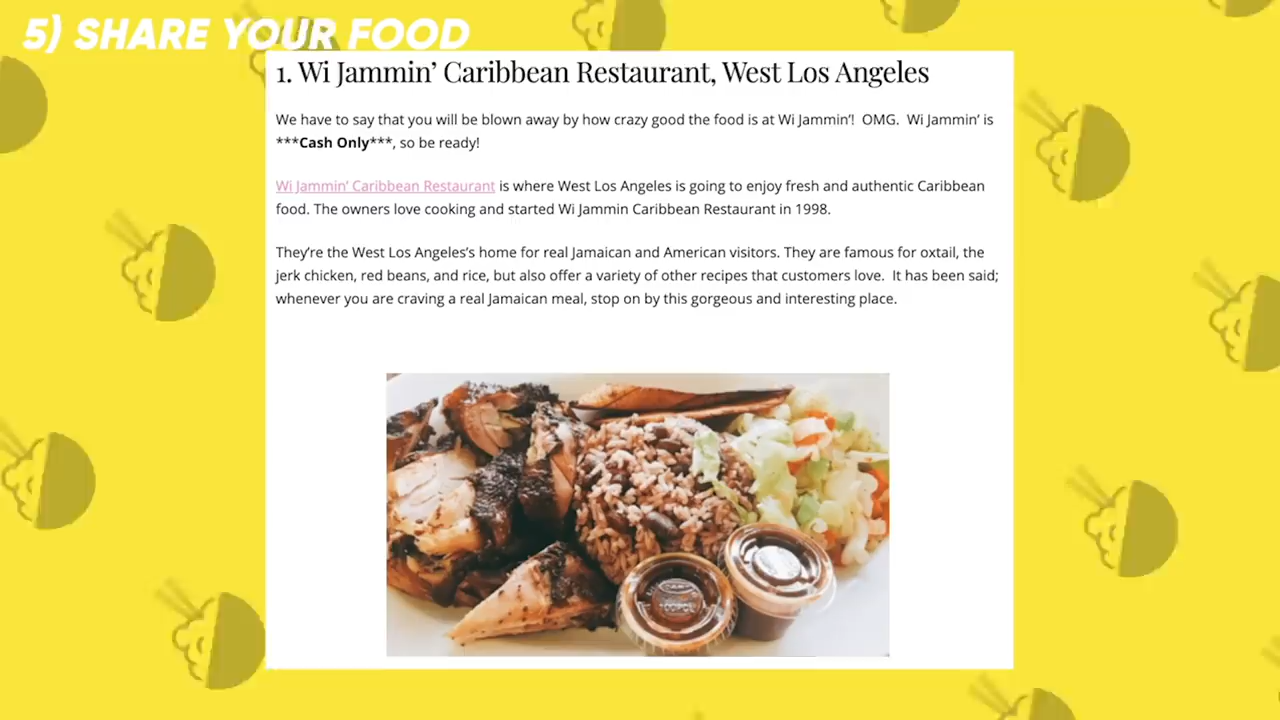 5) SHARE YOUR FOOD
1. Wi Jammin’ Caribbean Restaurant, West Los Angeles
We have to say that you will be blown away by how crazy good the food is at Wi Jammin’!  OMG.  Wi Jammin’ is
***Cash Only***, so be ready!
Wi Jammin’ Caribbean Restaurant is where West Los Angeles is going to enjoy fresh and authentic Caribbean
food. The owners love cooking and started Wi Jammin Caribbean Restaurant in 1998.
They’re the West Los Angeles’s home for real Jamaican and American visitors. They are famous for oxtail, the
jerk chicken, red beans, and rice, but also offer a variety of other recipes that customers love.  It has been said;
whenever you are craving a real Jamaican meal, stop on by this gorgeous and interesting place.